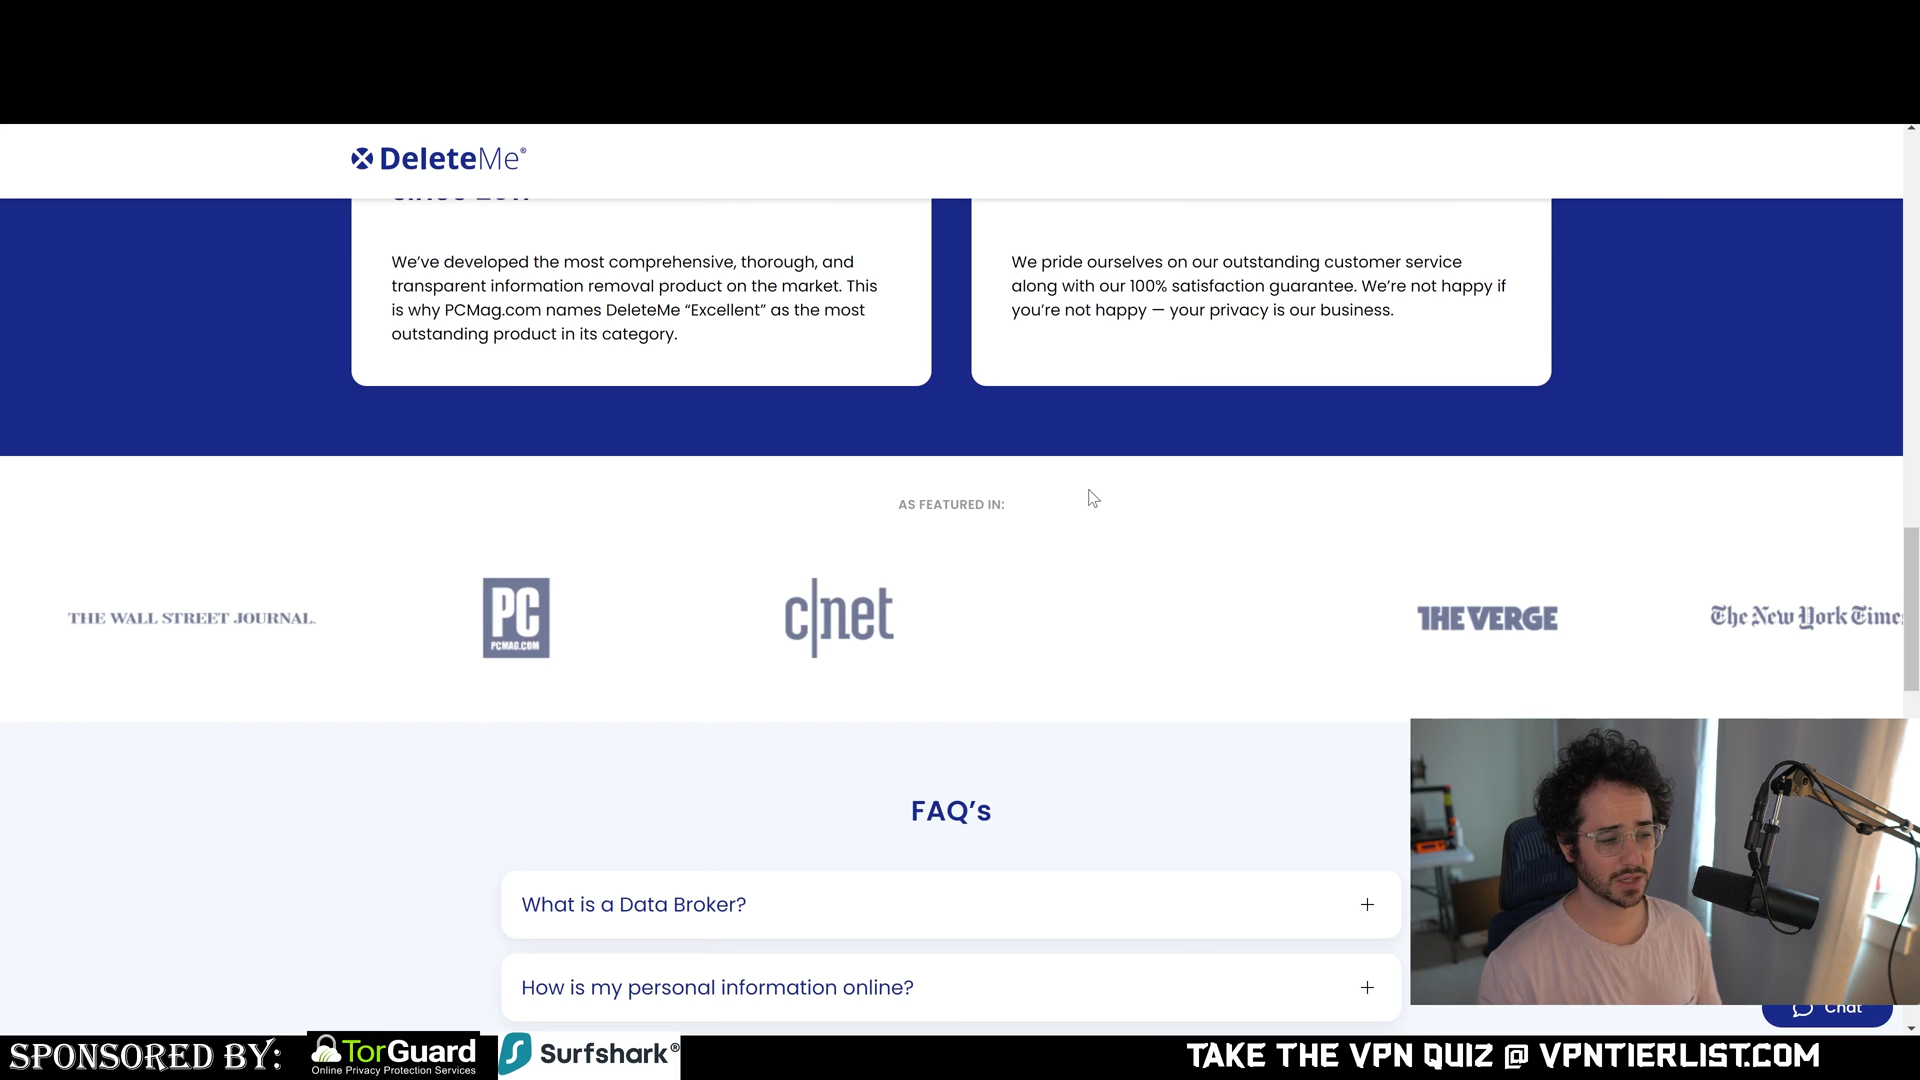 DeleteMe®
We've developed the most comprehensive, thorough, and
transparent information removal product on the market. This
is why PCMag.com names DeleteMe “Excellent” as the most
outstanding product in its category.
We pride ourselves on our outstanding customer service
along with our 100% satisfaction guarantee. We're not happy if
you're not happy — your privacy is our business.
AS FEATURED IN:
THE WALL STREET JOURNAL.
PC
PCMAG.COM
c|net
THE VERGE
The New York Times
FAQ's
What is a Data Broker?
How is my personal information online?
Chat
SPONSORED BY:
TorGuard
Online Privacy Protection Services
Surfshark®
TAKE THE VPN QUIZ @ VPNTIERLIST.COM